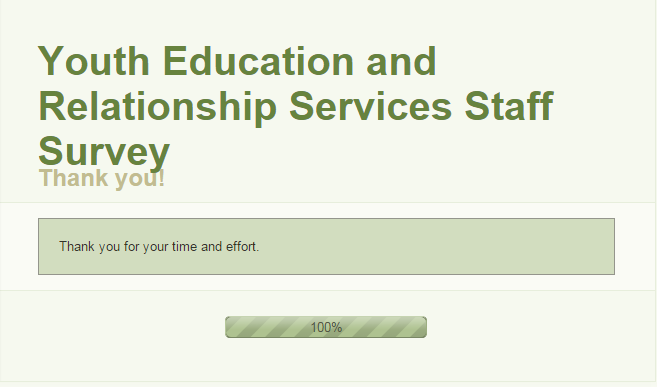 Youth Education and
Relationship Services Staff
Survey
Thank you!
Thank you for your time and effort.
100%